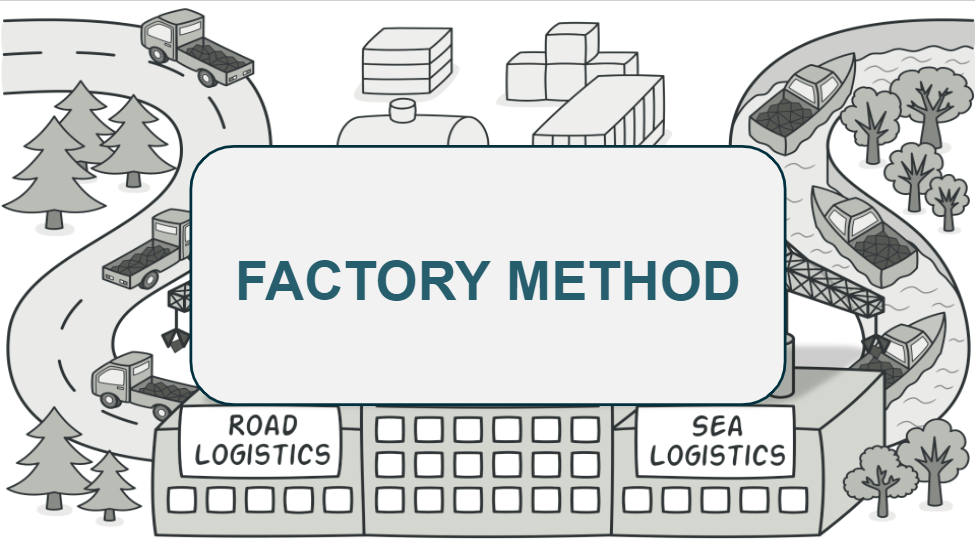 FACTORY METHOD
ROAD
LOGISTICS
SEA
LOGISTICS